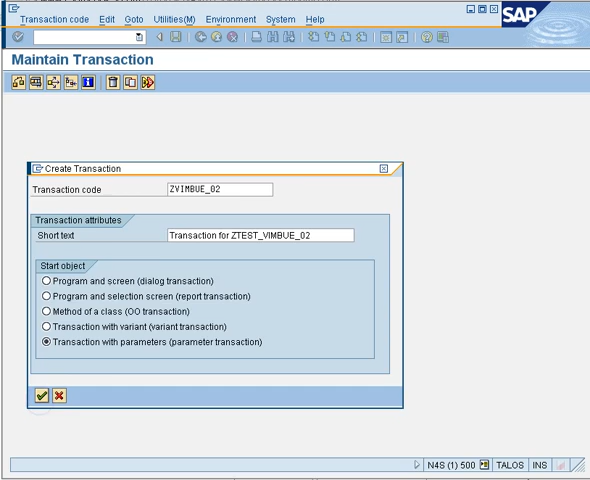 Transaction code Edit Goto Utilities(M) Environment System Help
SAP
Maintain Transaction
Create Transaction
Transaction code ZVIMBUE_02
Transaction attributes
Short text Transaction for ZTEST_VIMBUE_02
Start object
Program and screen (dialog transaction)
Program and selection screen (report transaction)
Method of a class (OO transaction)
Transaction with variant (variant transaction)
Transaction with parameters (parameter transaction)
N4S (1) 500 TALOS INS